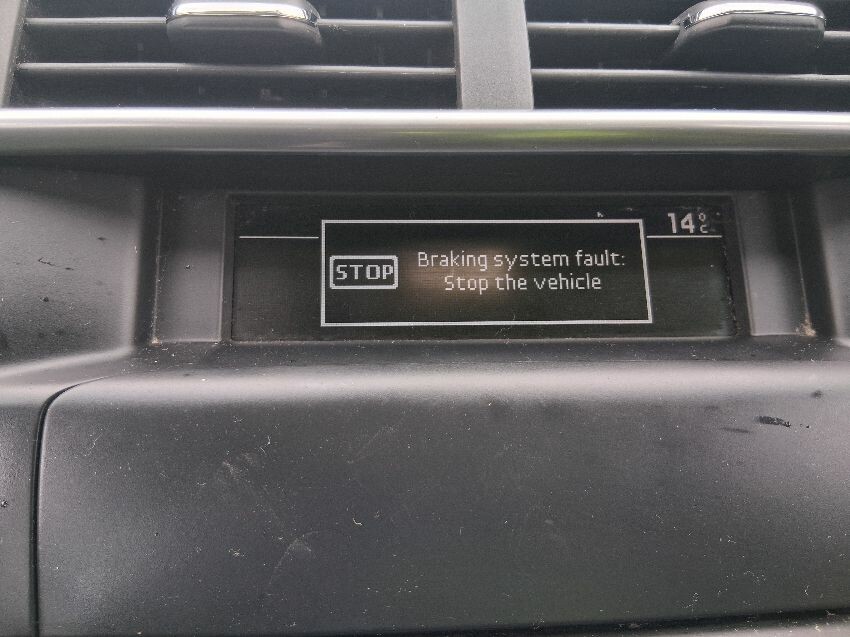 14°C
STOP
Braking system fault:
Stop the vehicle